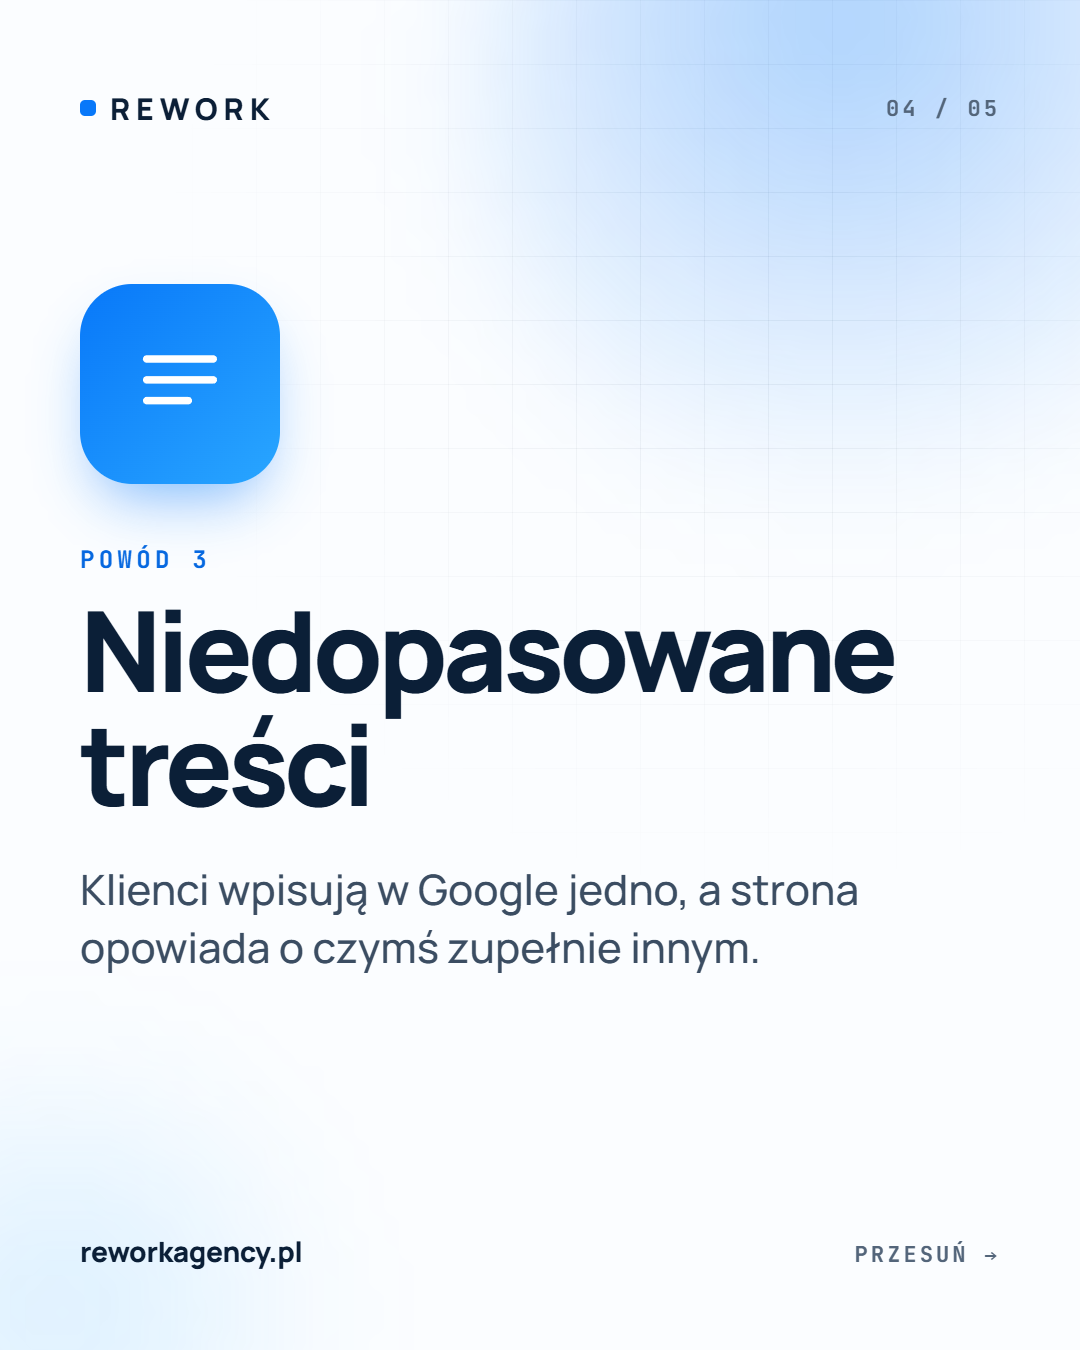 REWORK
04 / 05
POWÓD 3
Niedopasowane
treści
Klienci wpisują w Google jedno, a strona
opowiada o czymś zupełnie innym.
reworkagency.pl
PRZESUŃ →